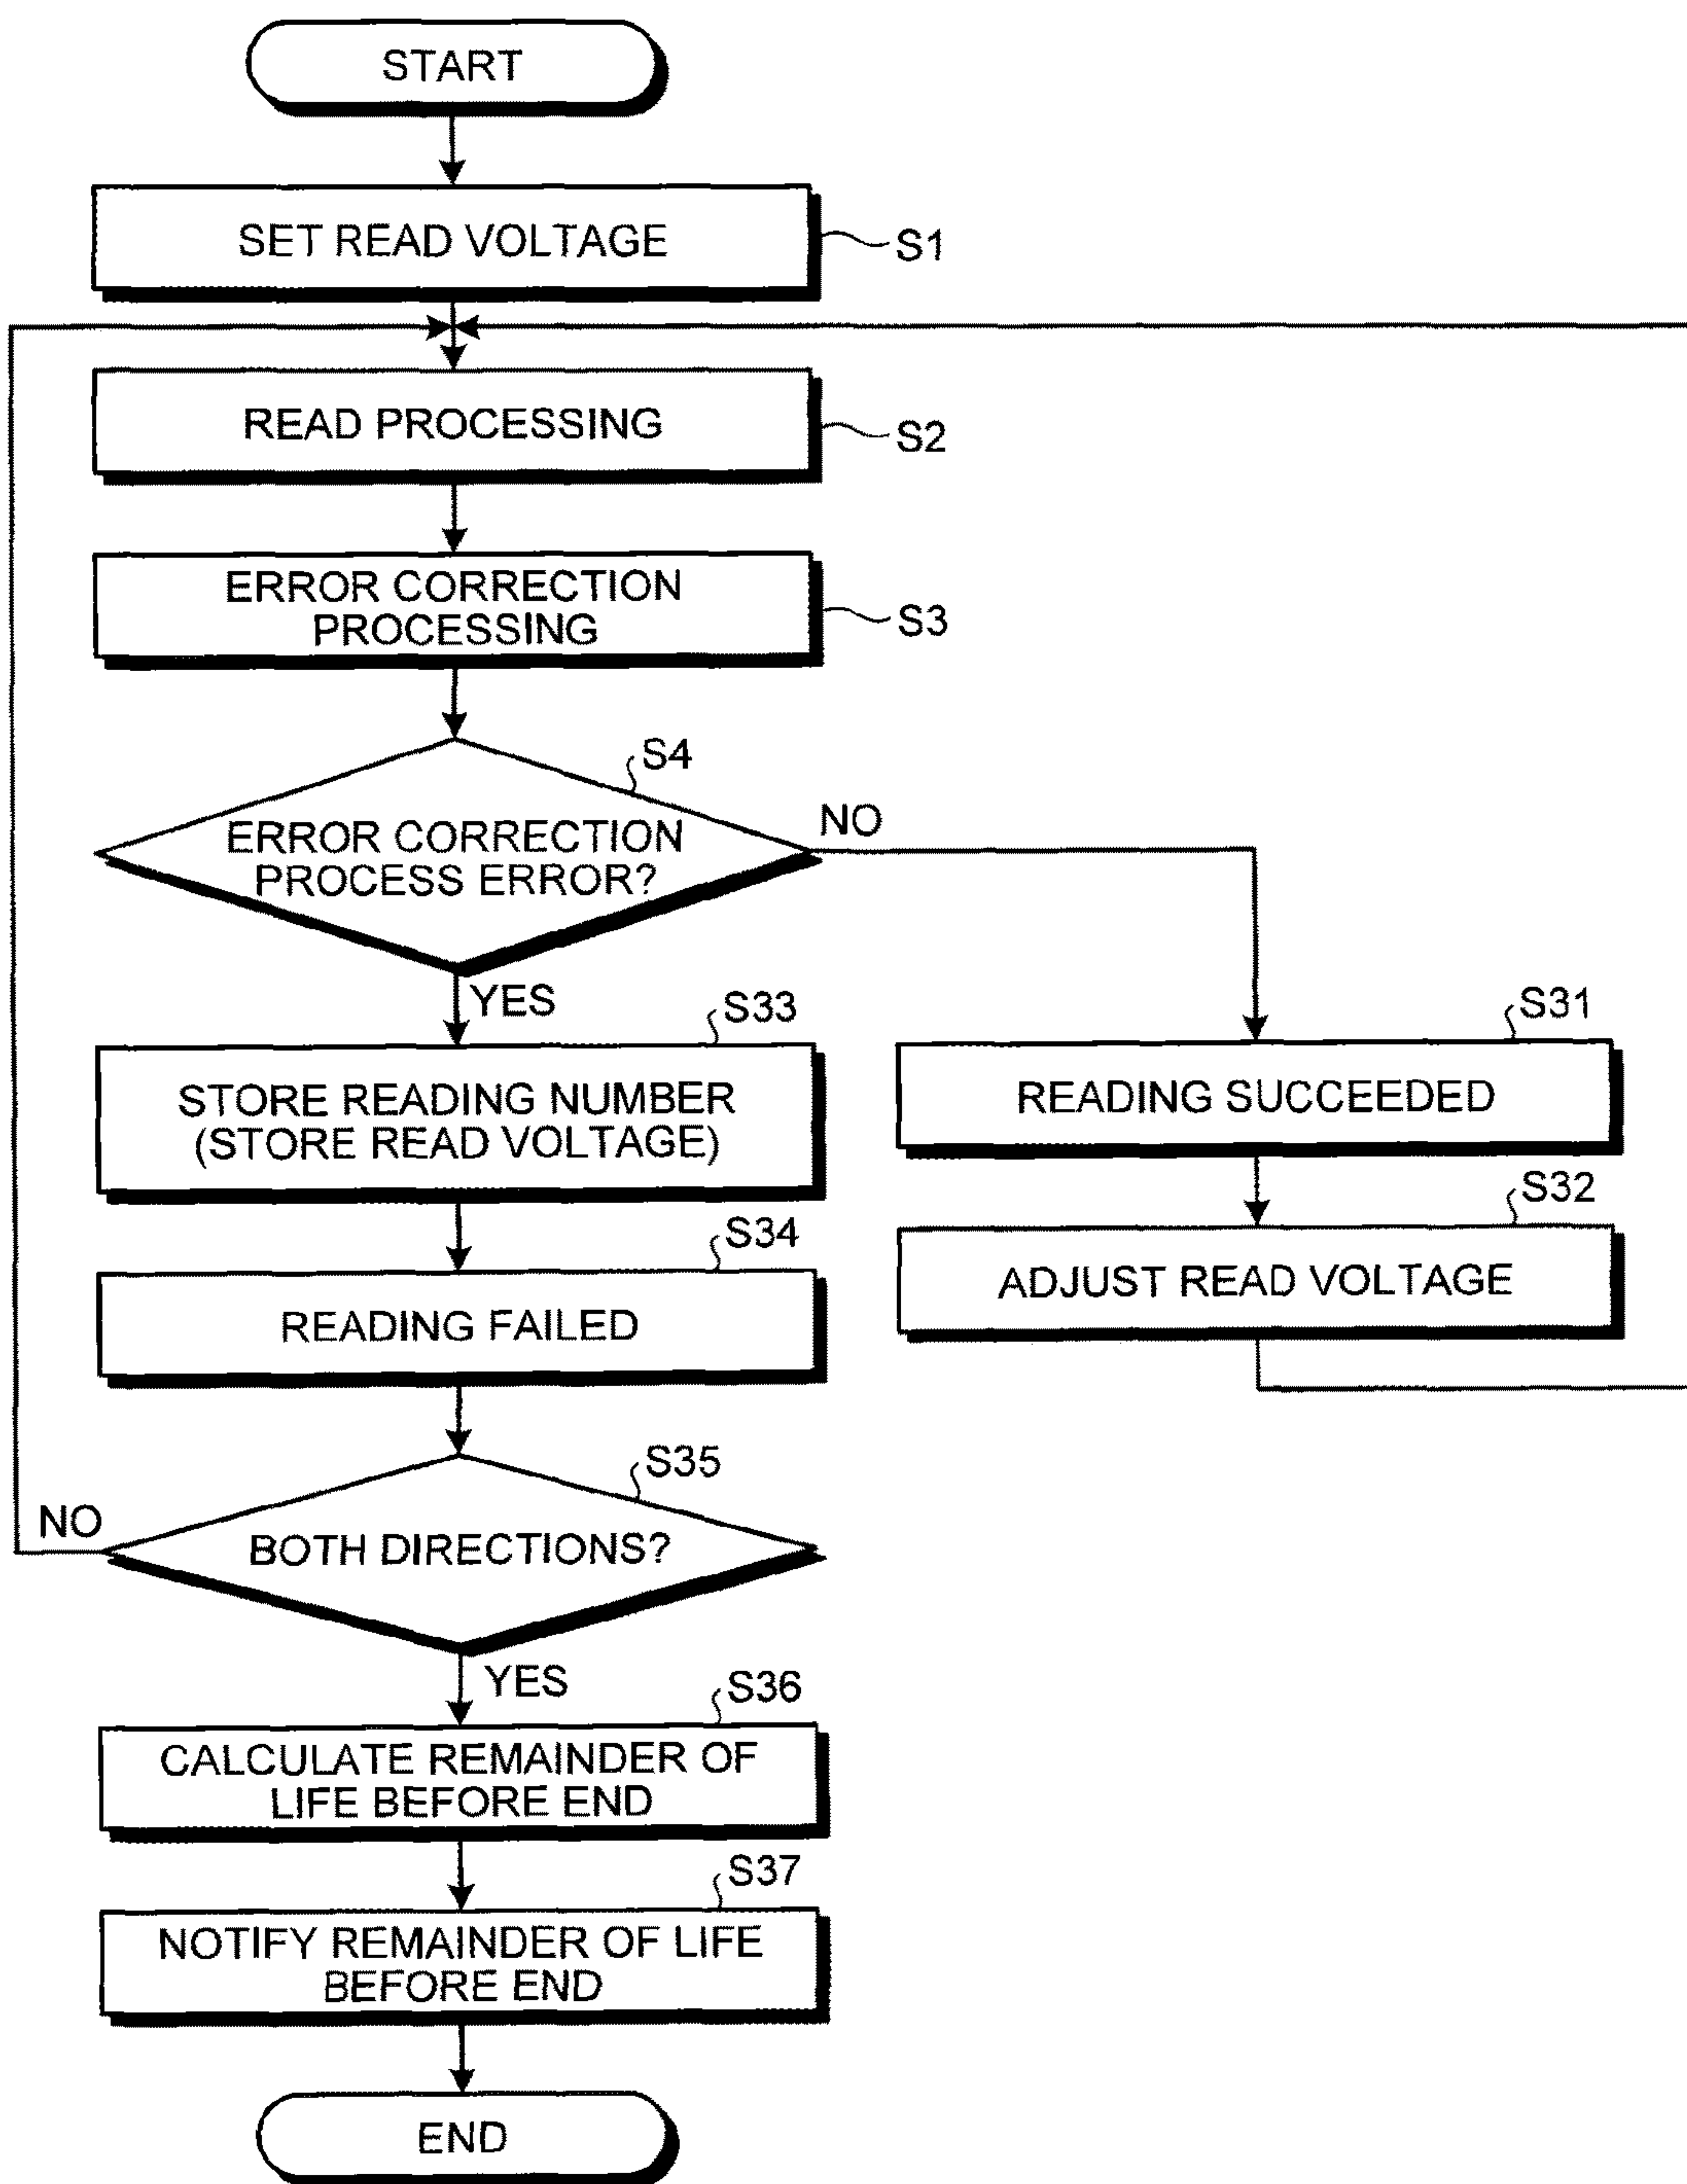 START
SET READ VOLTAGE
S1
READ PROCESSING
S2
ERROR CORRECTION
PROCESSING
S3
S4
ERROR CORRECTION
PROCESS ERROR?
NO
YES
S33
STORE READING NUMBER
(STORE READ VOLTAGE)
S31
READING SUCCEEDED
S32
ADJUST READ VOLTAGE
S34
READING FAILED
S35
NO
BOTH DIRECTIONS?
YES
S36
CALCULATE REMAINDER OF
LIFE BEFORE END
S37
NOTIFY REMAINDER OF LIFE
BEFORE END
END